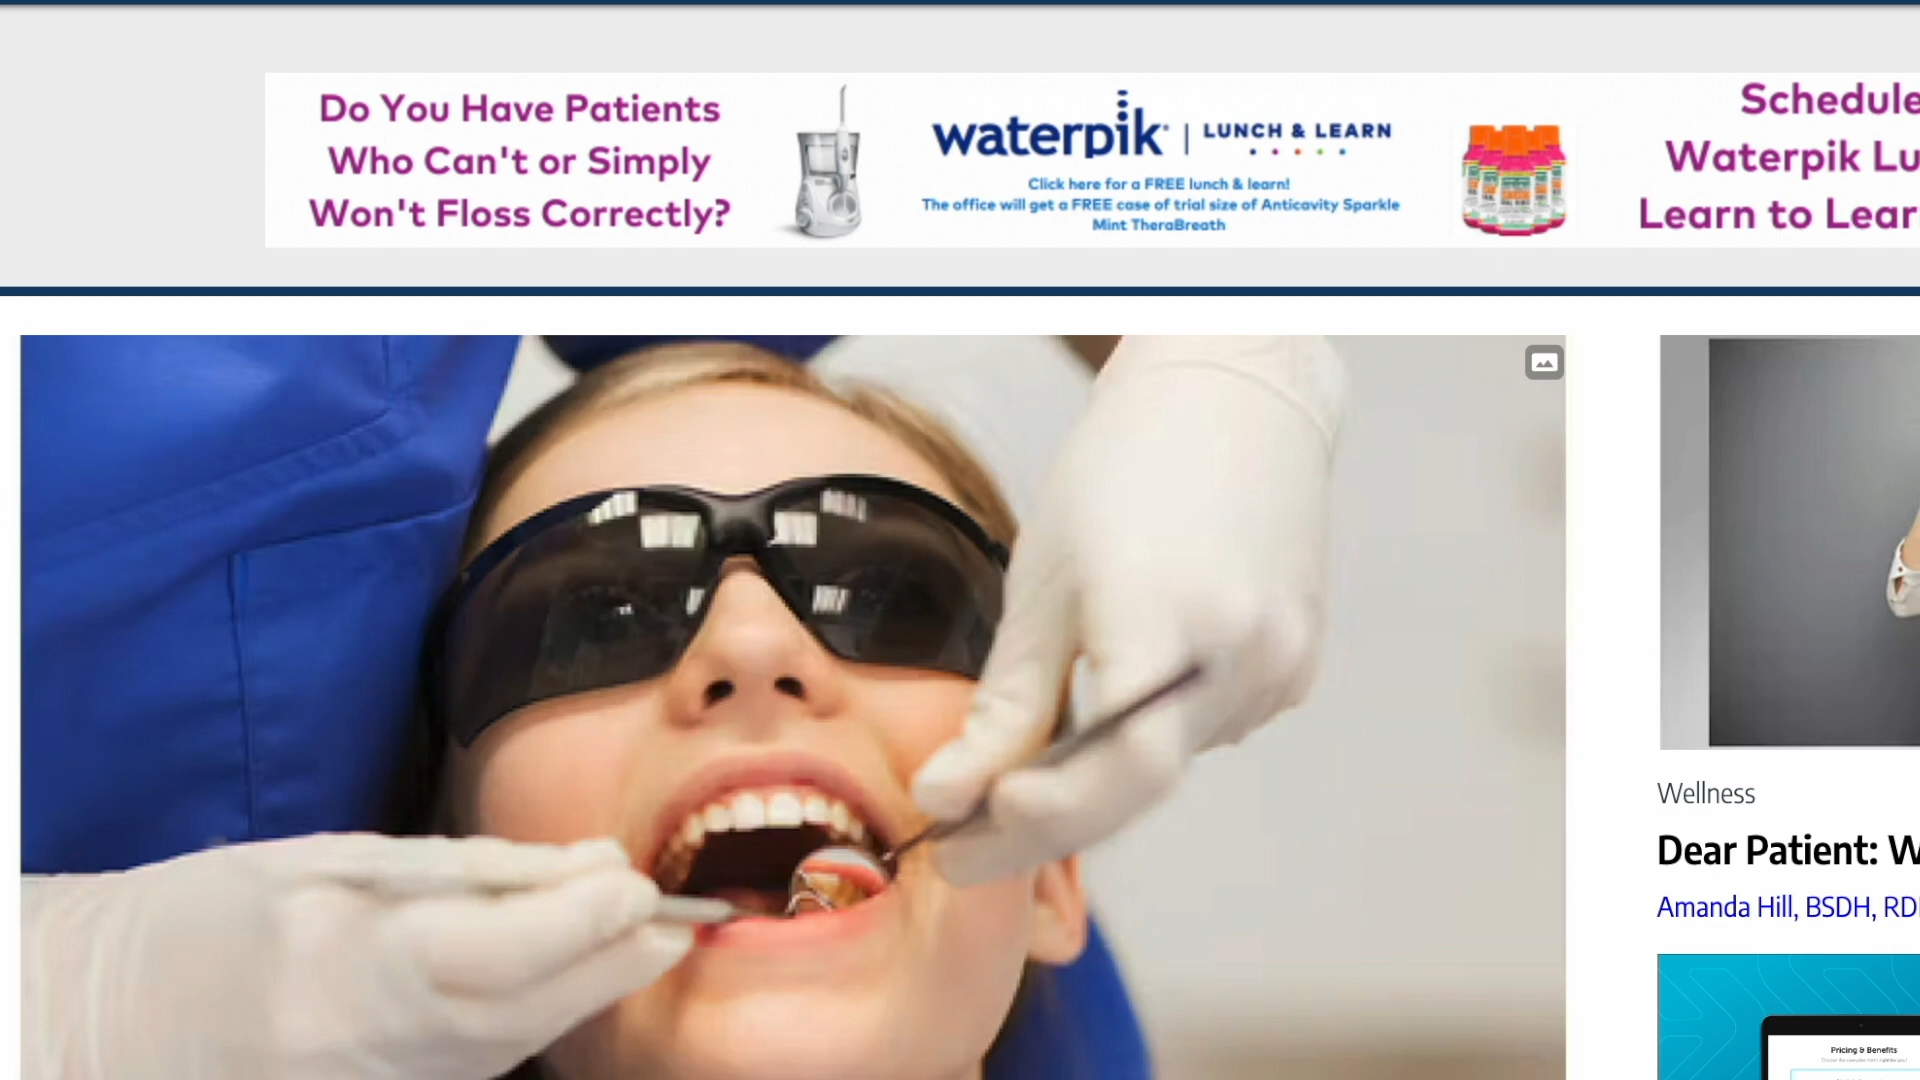 Do You Have Patients
Who Can't or Simply
Won't Floss Correctly?
waterpik | LUNCH & LEARN
Click here for a FREE lunch & learn!
The office will get a FREE case of trial size of Anticavity Sparkle
Mint TheraBreath
Schedule
Waterpik Lu
Learn to Lear
Wellness
Dear Patient: W
Amanda Hill, BSDH, RD
Pricing & Benefits